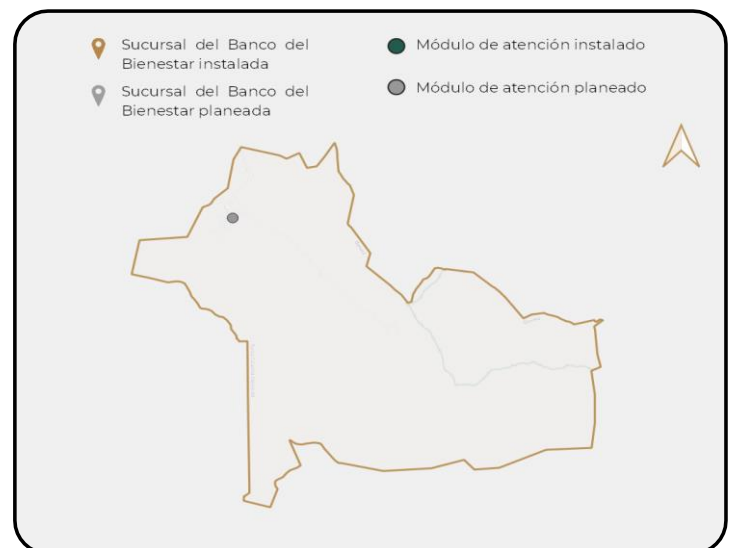 Sucursal del Banco del
Bienestar instalada
Sucursal del Banco del
Bienestar planeada
Módulo de atención instalado
Módulo de atención planeado